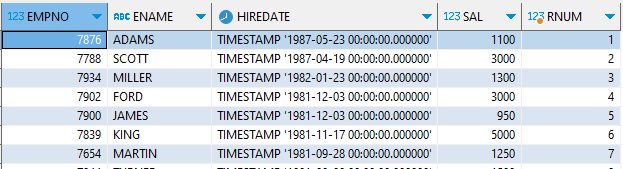 123 EMPNO ABC ENAME HIREDATE 123 SAL 123 RNUM
7876 ADAMS TIMESTAMP '1987-05-23 00:00:00.000000' 1100 1
7788 SCOTT TIMESTAMP '1987-04-19 00:00:00.000000' 3000 2
7934 MILLER TIMESTAMP '1982-01-23 00:00:00.000000' 1300 3
7902 FORD TIMESTAMP '1981-12-03 00:00:00.000000' 3000 4
7900 JAMES TIMESTAMP '1981-12-03 00:00:00.000000' 950 5
7839 KING TIMESTAMP '1981-11-17 00:00:00.000000' 5000 6
7654 MARTIN TIMESTAMP '1981-09-28 00:00:00.000000' 1250 7